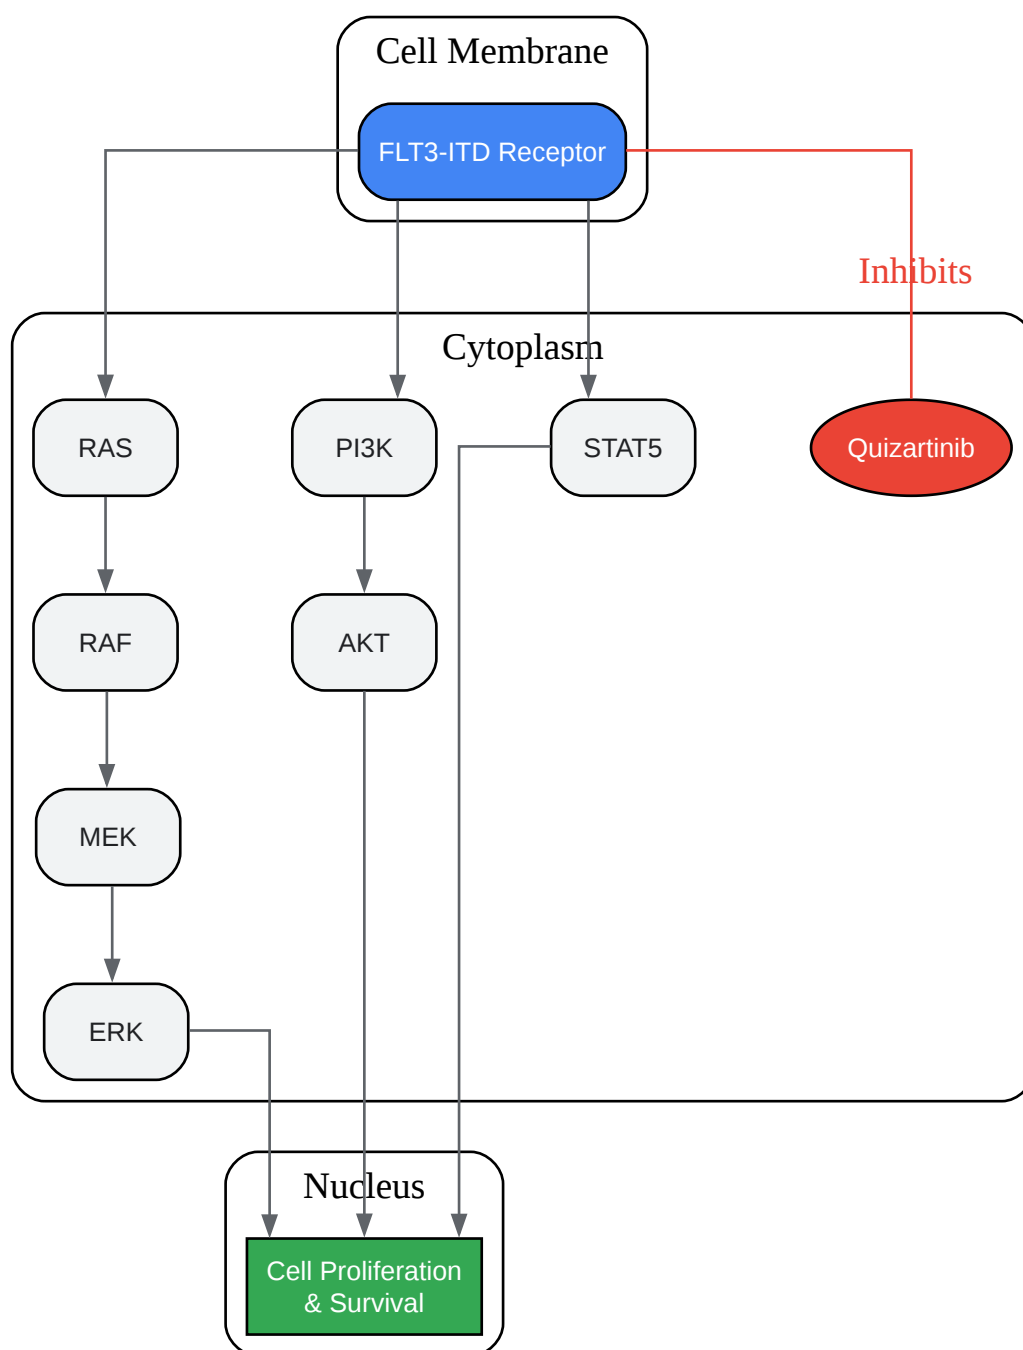 Cell Membrane
FLT3-ITD Receptor
Inhibits
Cytoplasm
RAS
PI3K
STAT5
Quizartinib
RAF
AKT
MEK
ERK
Nucleus
Cell Proliferation
& Survival